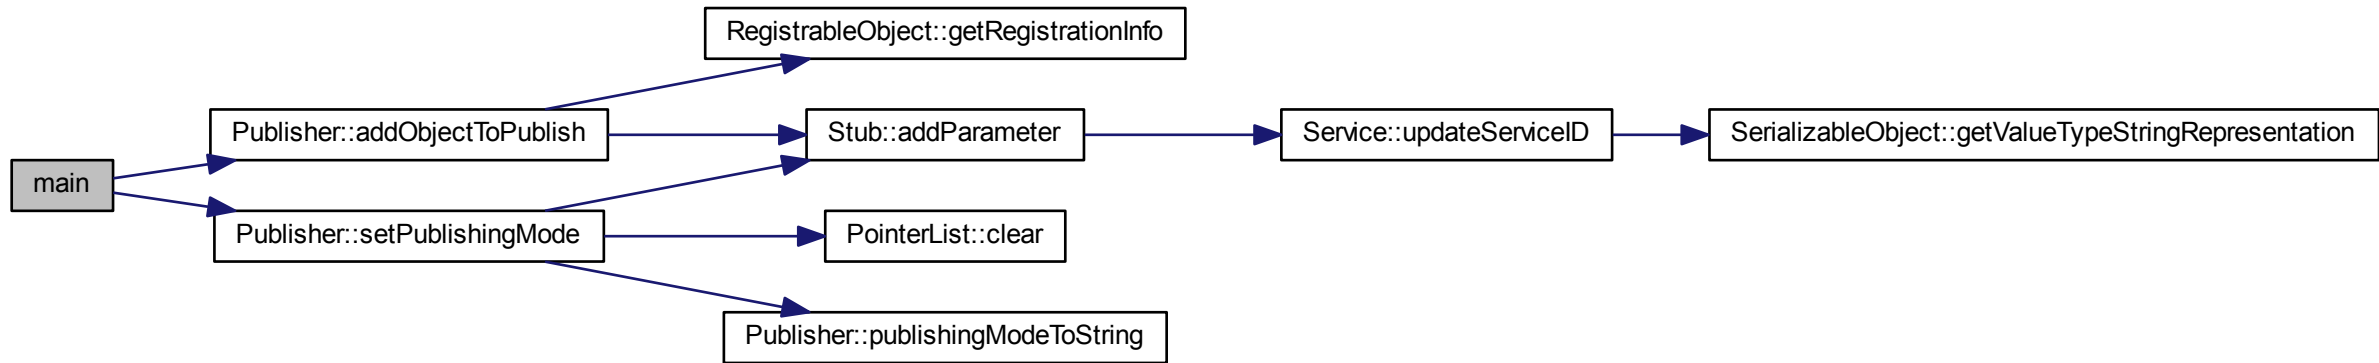 RegistrableObject::getRegistrationInfo
Publisher::addObjectToPublish
Stub::addParameter
Service::updateServiceID
SerializableObject::getValueTypeStringRepresentation
main
Publisher::setPublishingMode
PointerList::clear
Publisher::publishingModeToString